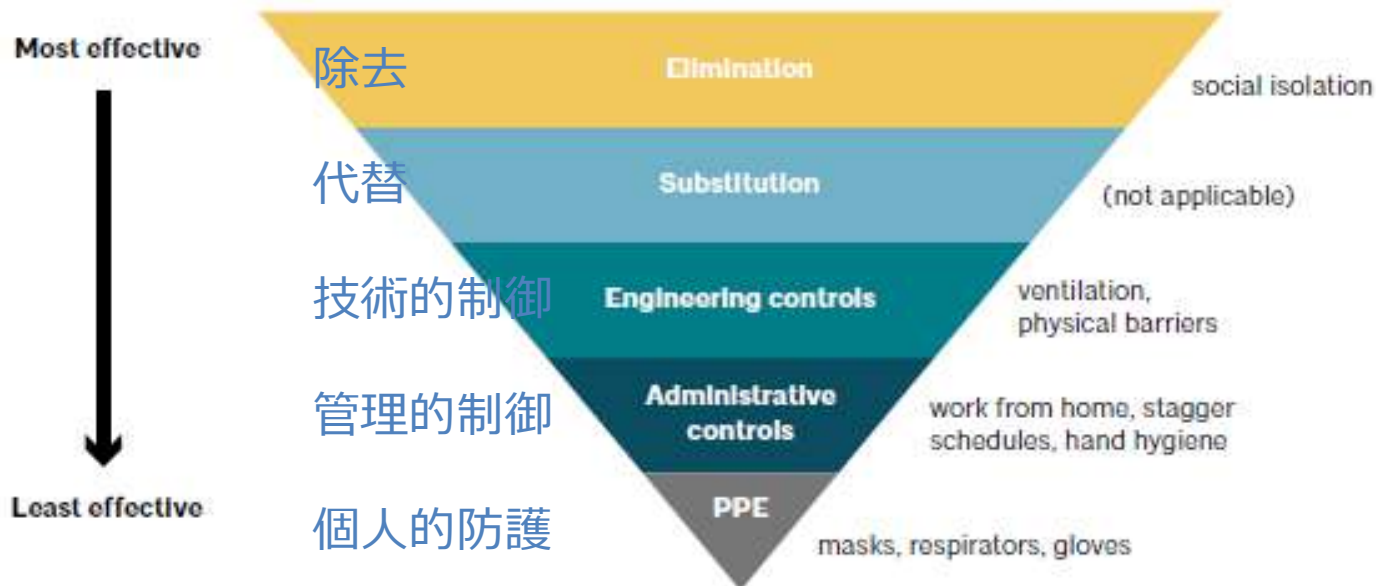 Most effective
除去
Elimination
social isolation
代替
Substitution
(not applicable)
技術的制御
Engineering controls
ventilation,
physical barriers
管理的制御
Administrative
controls
work from home, stagger
schedules, hand hygiene
Least effective
個人的防護
PPE
masks, respirators, gloves